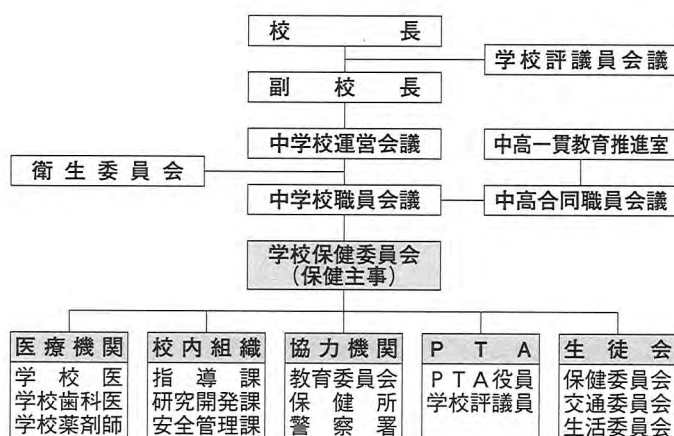 校長
学校評議員会議
副校長
中学校運営会議
中高一貫教育推進室
衛生委員会
中学校職員会議
中高合同職員会議
学校保健委員会
(保健主事)
医療機関
学校医
学校歯科医
学校薬剤師
校内組織
指導課
研究開発課
安全管理課
協力機関
教育委員会
保健所
警察署
PTA
PTA役員
学校評議員
生徒会
保健委員会
交通委員会
生活委員会